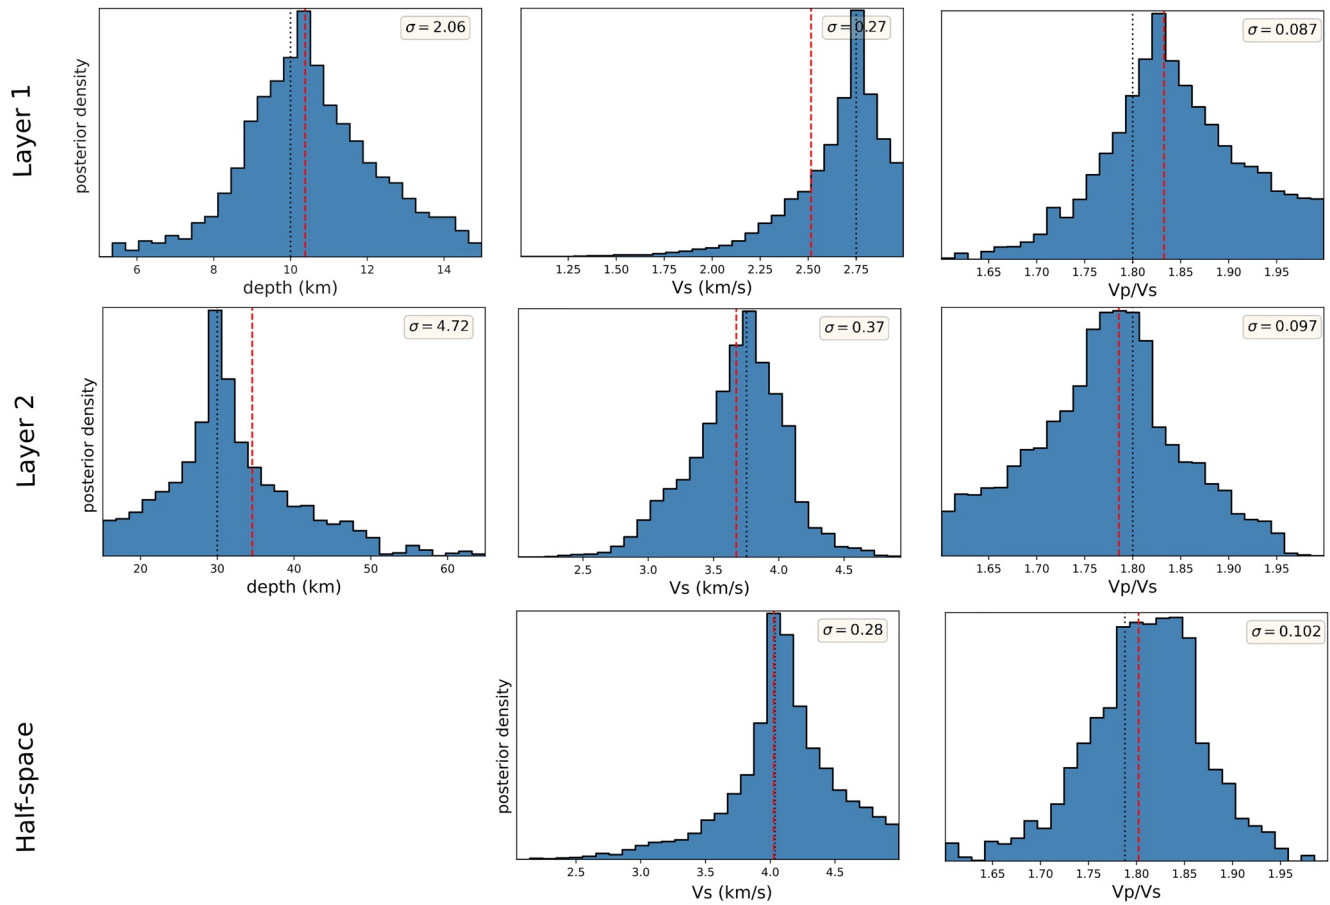 Layer 1
posterior density
σ = 2.06
6 8 10 12 14
depth (km)
σ = 0.27
1.25 1.50 1.75 2.00 2.25 2.50 2.75
Vs (km/s)
σ = 0.087
1.65 1.70 1.75 1.80 1.85 1.90 1.95
Vp/Vs
Layer 2
posterior density
σ = 4.72
20 30 40 50 60
depth (km)
σ = 0.37
2.5 3.0 3.5 4.0 4.5
Vs (km/s)
σ = 0.097
1.65 1.70 1.75 1.80 1.85 1.90 1.95
Vp/Vs
Half-space
posterior density
σ = 0.28
2.5 3.0 3.5 4.0 4.5
Vs (km/s)
σ = 0.102
1.65 1.70 1.75 1.80 1.85 1.90 1.95
Vp/Vs